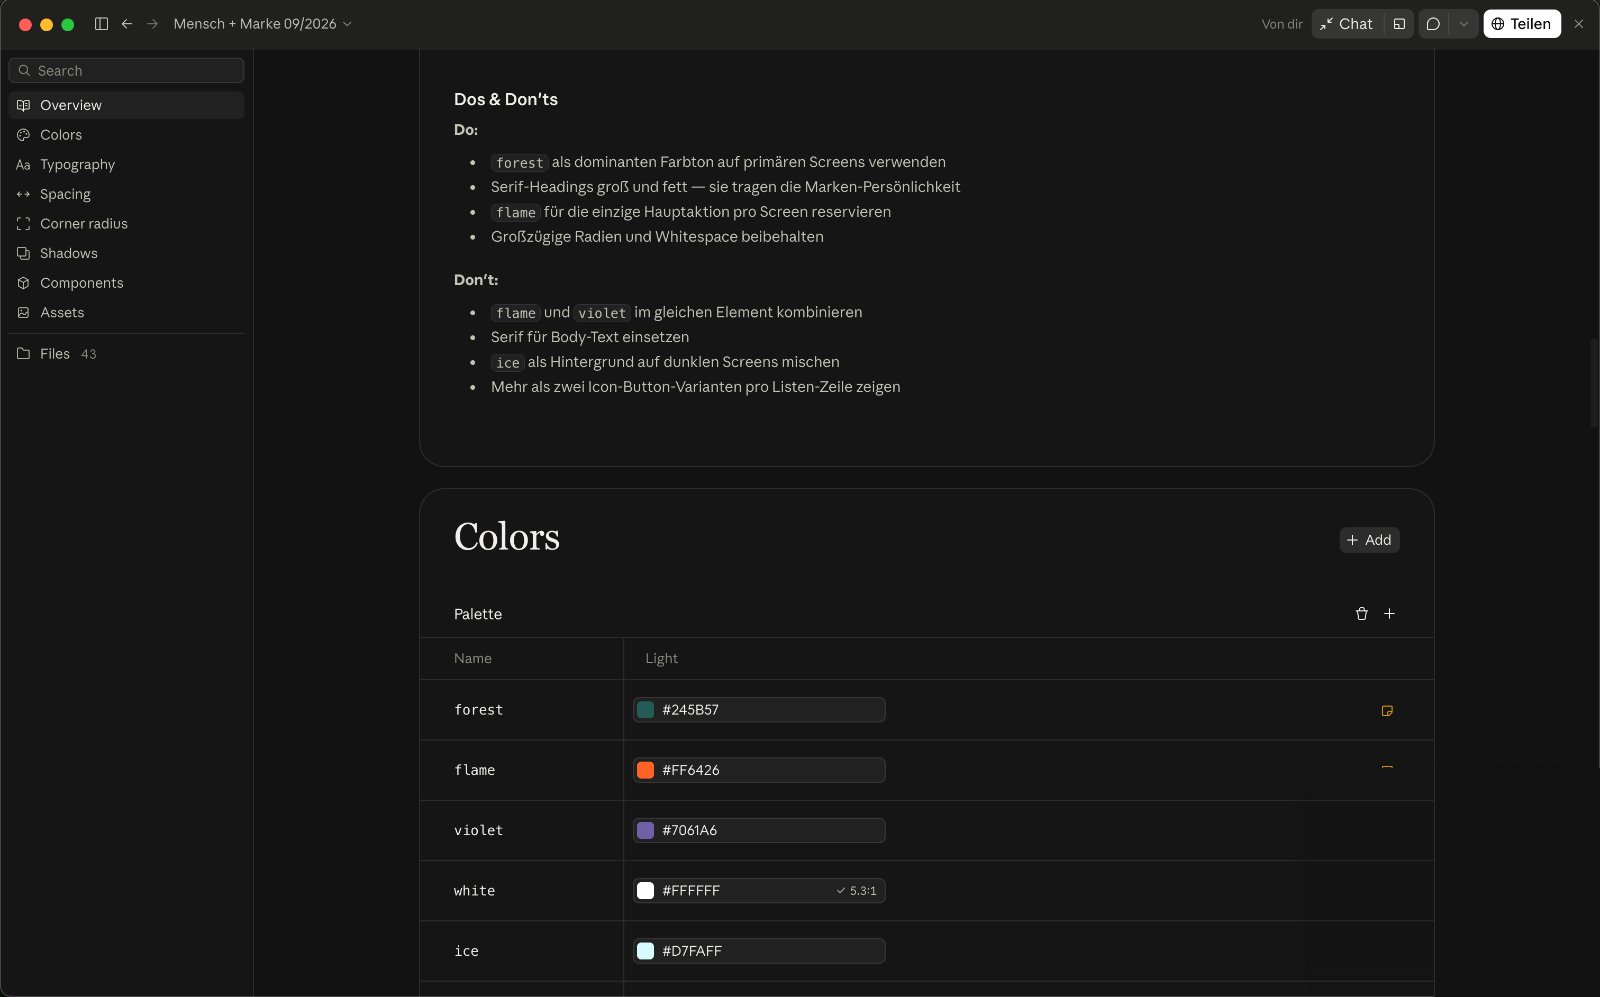 Mensch + Marke 09/2026
Von dir
Chat
Teilen
Search
Overview
Colors
Aa Typography
Spacing
Corner radius
Shadows
Components
Assets
Files 43
Dos & Don’ts
Do:
• forest als dominanten Farbton auf primären Screens verwenden
• Serif-Headings groß und fett — sie tragen die Marken-Persönlichkeit
• flame für die einzige Hauptaktion pro Screen reservieren
• Großzügige Radien und Whitespace beibehalten
Don’t:
• flame und violet im gleichen Element kombinieren
• Serif für Body-Text einsetzen
• ice als Hintergrund auf dunklen Screens mischen
• Mehr als zwei Icon-Button-Varianten pro Listen-Zeile zeigen
Colors
+ Add
Palette
Name Light
forest #245B57
flame #FF6426
violet #7061A6
white #FFFFFF ✓ 5.3:1
ice #D7FAFF